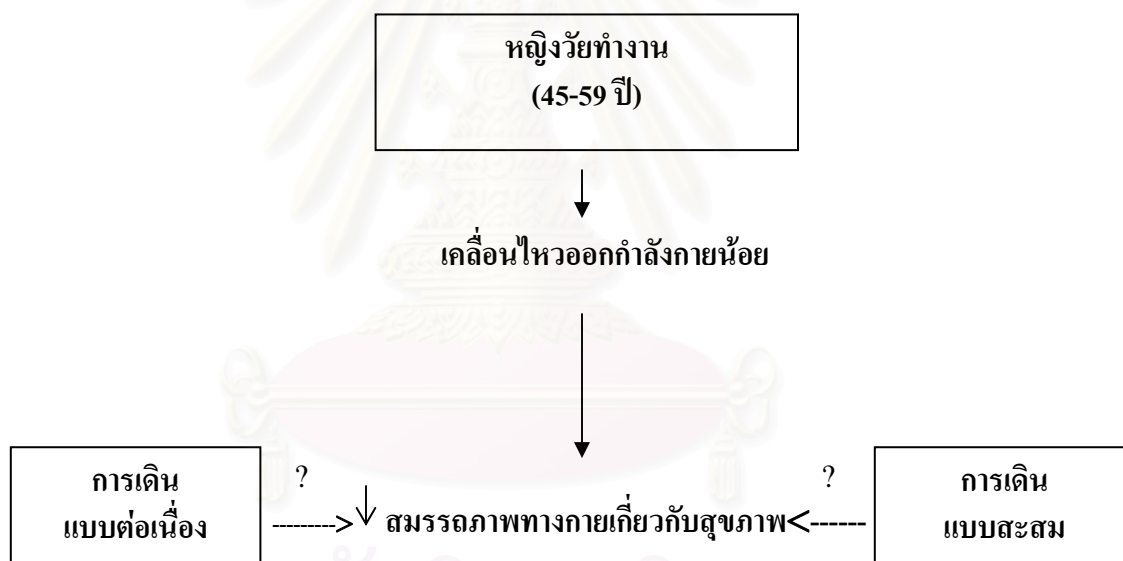 หญิงวัยทำงาน
(45-59 ปี)
เคลื่อนไหวออกกำลังกายน้อย
การเดิน
แบบต่อเนื่อง
?
สมรรถภาพทางกายเกี่ยวกับสุขภาพ
?
การเดิน
แบบสะสม